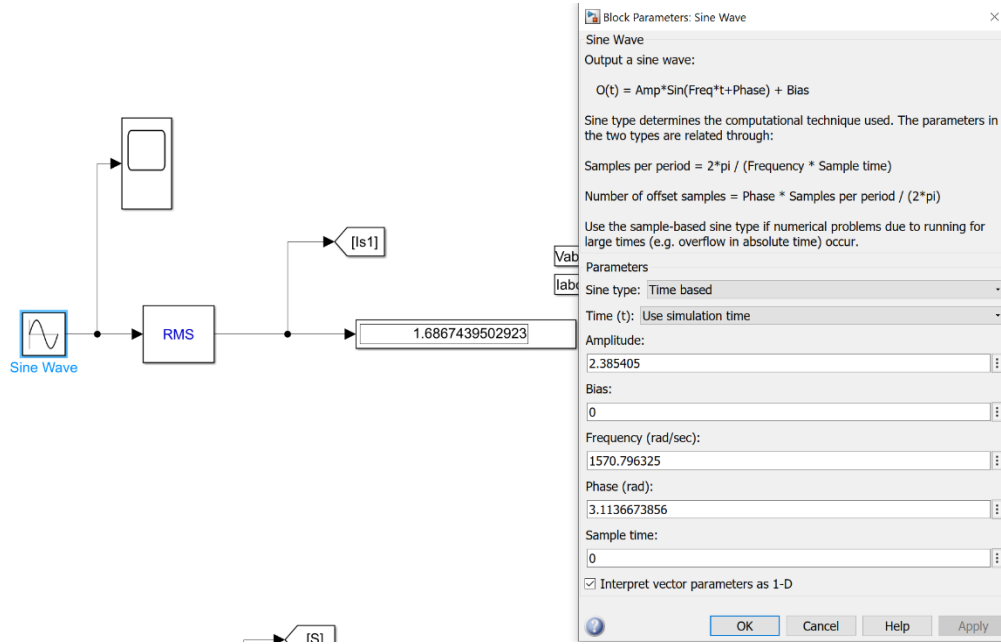 [Is1]
RMS
1.6867439502923
Sine Wave
[S]
Block Parameters: Sine Wave
Sine Wave
Output a sine wave:
O(t) = Amp*Sin(Freq*t+Phase) + Bias
Sine type determines the computational technique used. The parameters in
the two types are related through:
Samples per period = 2*pi / (Frequency * Sample time)
Number of offset samples = Phase * Samples per period / (2*pi)
Use the sample-based sine type if numerical problems due to running for
large times (e.g. overflow in absolute time) occur.
Parameters
Sine type: Time based
Time (t): Use simulation time
Amplitude:
2.385405
Bias:
0
Frequency (rad/sec):
1570.796325
Phase (rad):
3.1136673856
Sample time:
0
Interpret vector parameters as 1-D
OK Cancel Help Apply